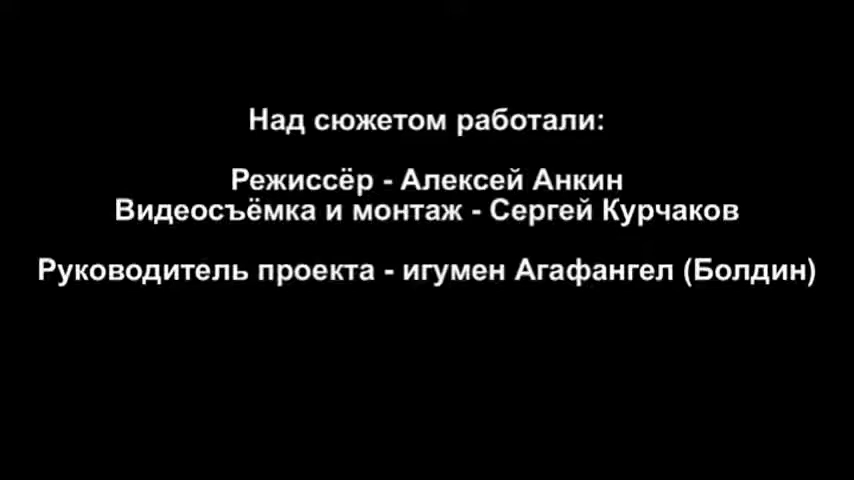 Над сюжетом работали:
Режиссёр - Алексей Анкин
Видеосъёмка и монтаж - Сергей Курчаков
Руководитель проекта - игумен Агафангел (Болдин)